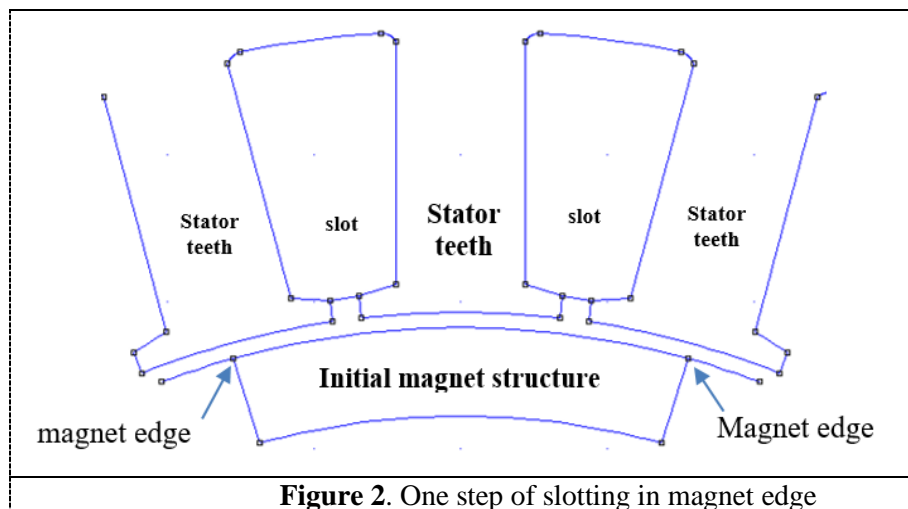 Stator
teeth
slot
Stator
teeth
slot
Stator
teeth
Initial magnet structure
magnet edge
Magnet edge
Figure 2. One step of slotting in magnet edge